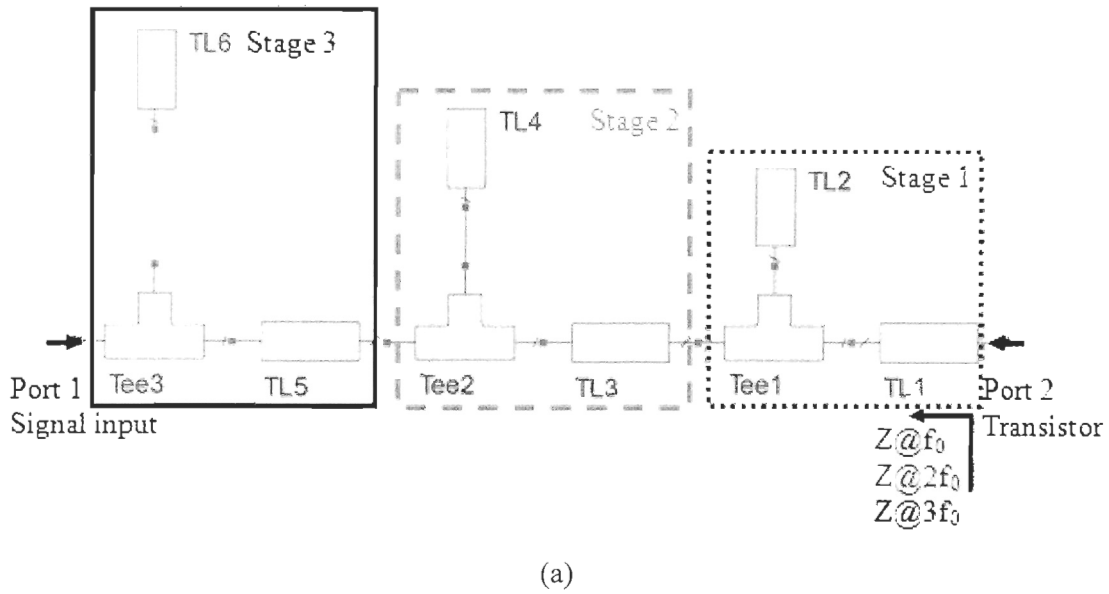 TL6 Stage 3
TL4 Stage 2
TL2 Stage 1
Port 1
Signal input
Tee3
TL5
Tee2
TL3
Tee1
TL1
Port 2
Transistor
Z@f₀
Z@2f₀
Z@3f₀
(a)